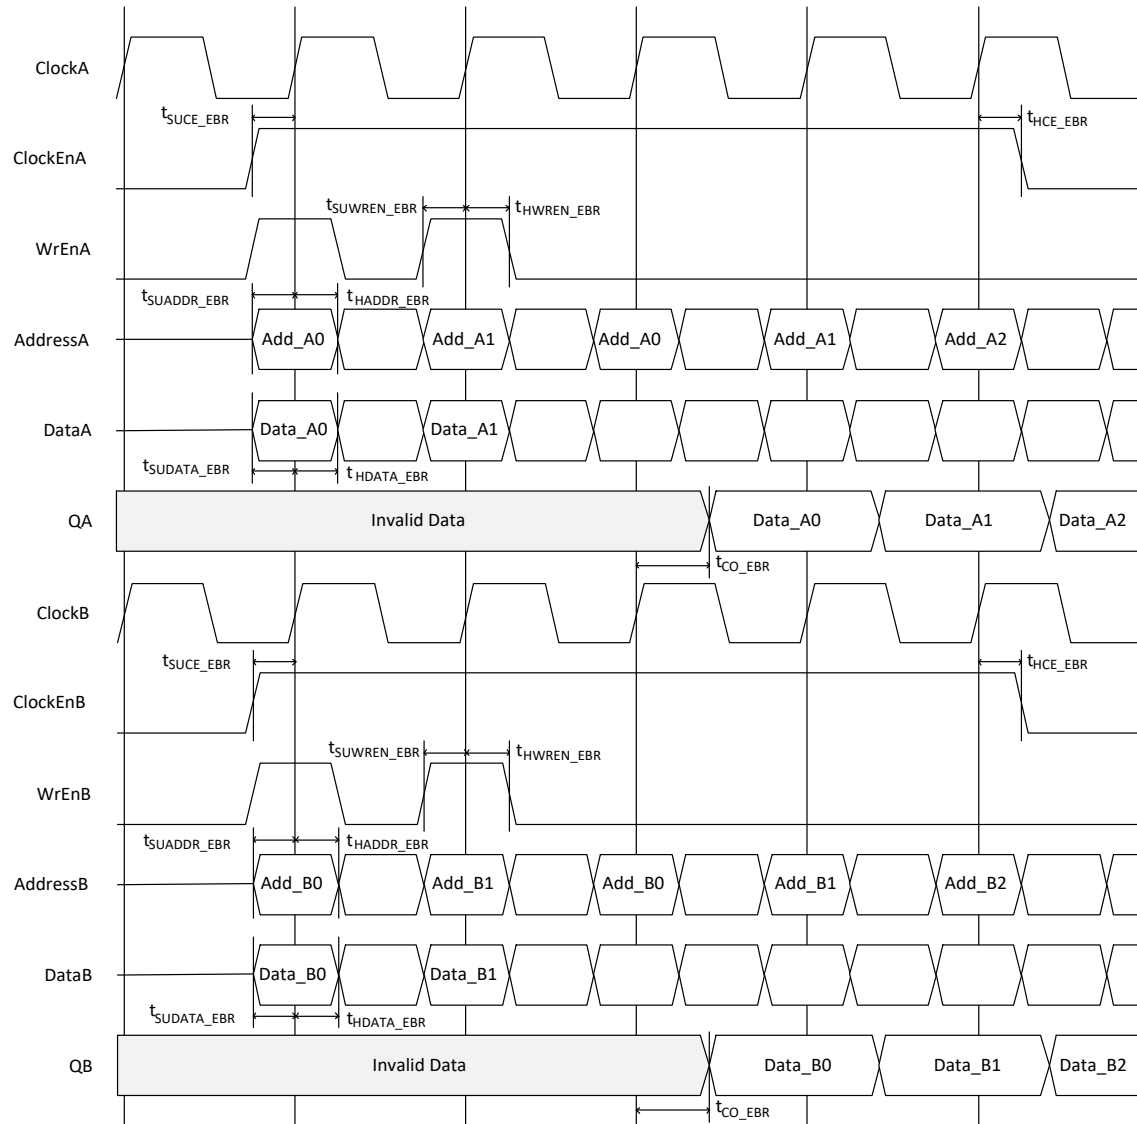 ClockA
tSUCE_EBR
tHCE_EBR
ClockEnA
tSUWREN_EBR tHWREN_EBR
WrEnA
tSUADDR_EBR tHADDR_EBR
AddressA Add_A0 Add_A1 Add_A0 Add_A1 Add_A2
DataA Data_A0 Data_A1
tSUDATA_EBR tHDATA_EBR
QA Invalid Data Data_A0 Data_A1 Data_A2
tCO_EBR
ClockB
tSUCE_EBR tHCE_EBR
ClockEnB
tSUWREN_EBR tHWREN_EBR
WrEnB
tSUADDR_EBR tHADDR_EBR
AddressB Add_B0 Add_B1 Add_B0 Add_B1 Add_B2
DataB Data_B0 Data_B1
tSUDATA_EBR tHDATA_EBR
QB Invalid Data Data_B0 Data_B1 Data_B2
tCO_EBR